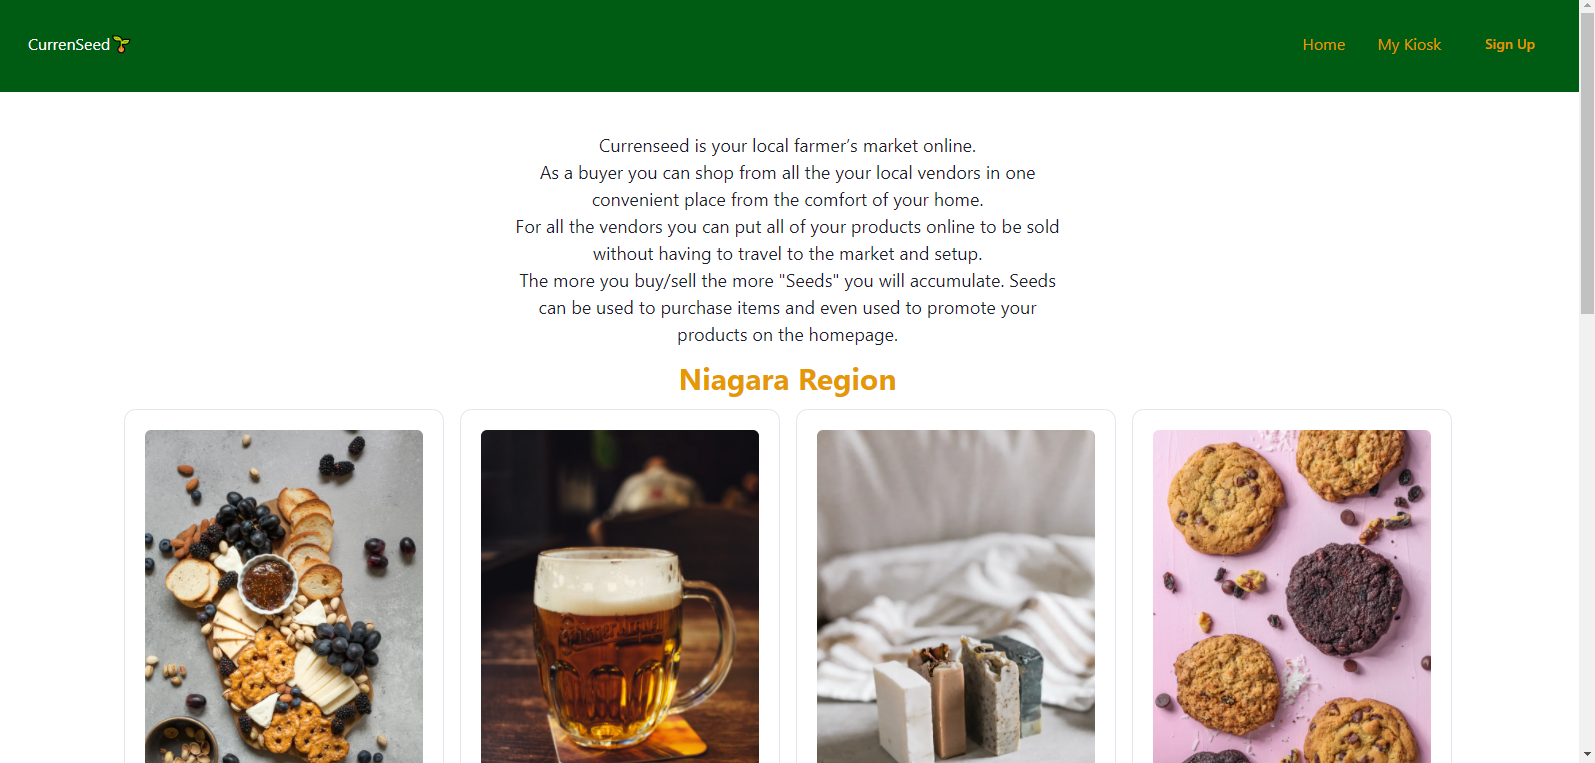 CurrenSeed
Home
My Kiosk
Sign Up
Currenseed is your local farmer's market online.
As a buyer you can shop from all the your local vendors in one
convenient place from the comfort of your home.
For all the vendors you can put all of your products online to be sold
without having to travel to the market and setup.
The more you buy/sell the more "Seeds" you will accumulate. Seeds
can be used to purchase items and even used to promote your
products on the homepage.
Niagara Region